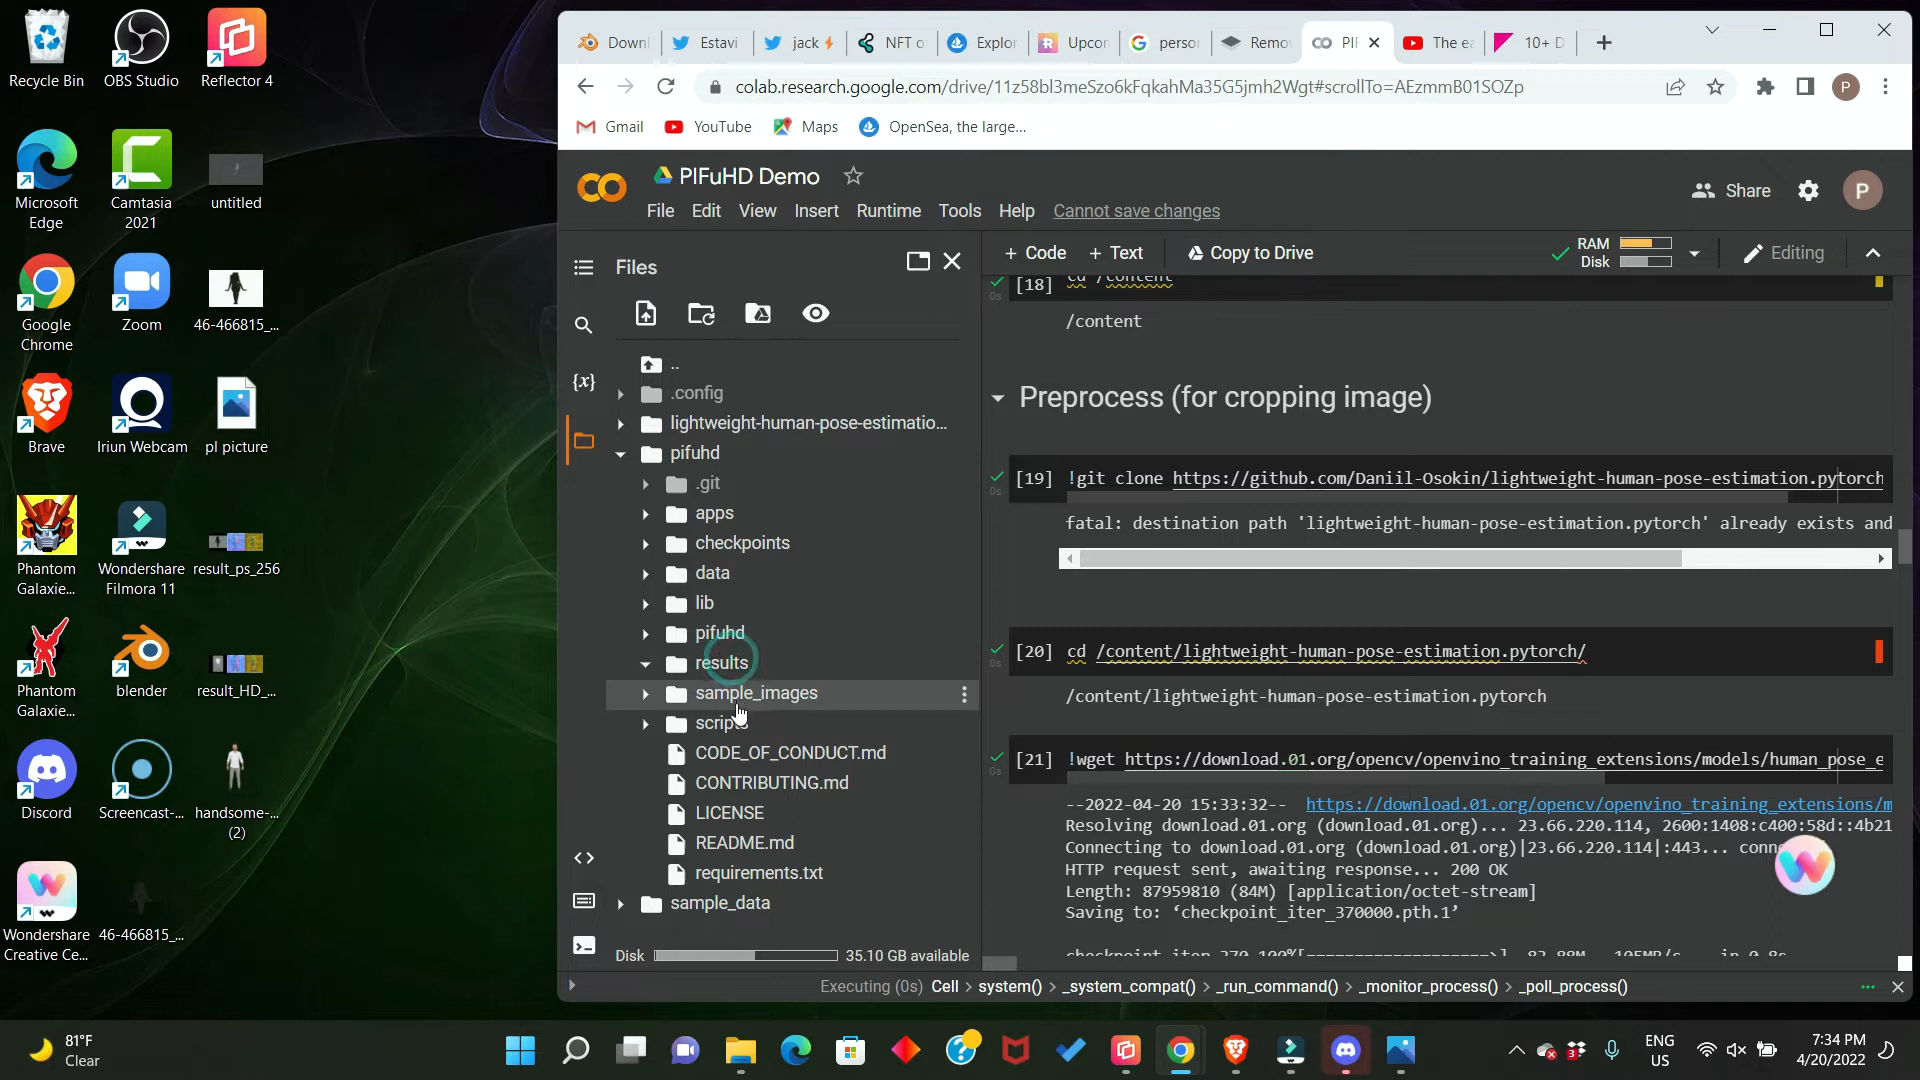 Recycle Bin
OBS Studio
Reflector 4
Microsoft
Edge
Camtasia
2021
untitled
Google
Chrome
Zoom
46-466815_...
Brave
Iriun Webcam
pl picture
Phantom
Galaxie...
Wondershare
Filmora 11
result_ps_256
Phantom
Galaxie...
blender
result_HD_...
Discord
Screencast-...
handsome-...
(2)
Wondershare
Creative Ce...
46-466815_...
Downl
Estavi
jack
NFT o
Explor
Upcon
persor
Remo
PIF
The ea
10+ D
colab.research.google.com/drive/11z58bl3meSzo6kFqkahMa35G5jmh2Wgt#scrollTo=AEzmmB01SOZp
P
Gmail
YouTube
Maps
OpenSea, the large...
PIFuHD Demo
Share
P
File Edit View Insert Runtime Tools Help Cannot save changes
Files
+ Code + Text Copy to Drive
RAM
Disk
Editing
..
.config
lightweight-human-pose-estimatio...
pifuhd
.git
apps
checkpoints
data
lib
pifuhd
results
sample_images
scripts
CODE_OF_CONDUCT.md
CONTRIBUTING.md
LICENSE
README.md
requirements.txt
sample_data
Disk 35.10 GB available
[18] cd /content
/content
Preprocess (for cropping image)
[19] !git clone https://github.com/Daniil-Osokin/lightweight-human-pose-estimation.pytorch
fatal: destination path 'lightweight-human-pose-estimation.pytorch' already exists and
[20] cd /content/lightweight-human-pose-estimation.pytorch/
/content/lightweight-human-pose-estimation.pytorch
[21] !wget https://download.01.org/opencv/openvino_training_extensions/models/human_pose_e
--2022-04-20 15:33:32-- https://download.01.org/opencv/openvino_training_extensions/m
Resolving download.01.org (download.01.org)... 23.66.220.114, 2600:1408:c400:58d::4b21
Connecting to download.01.org (download.01.org)|23.66.220.114|:443... conne
HTTP request sent, awaiting response... 200 OK
Length: 87959810 (84M) [application/octet-stream]
Saving to: ‘checkpoint_iter_370000.pth.1’
Executing (0s) Cell > system() > _system_compat() > _run_command() > _monitor_process() > _poll_process()
81°F
Clear
3
ENG
US
7:34 PM
4/20/2022